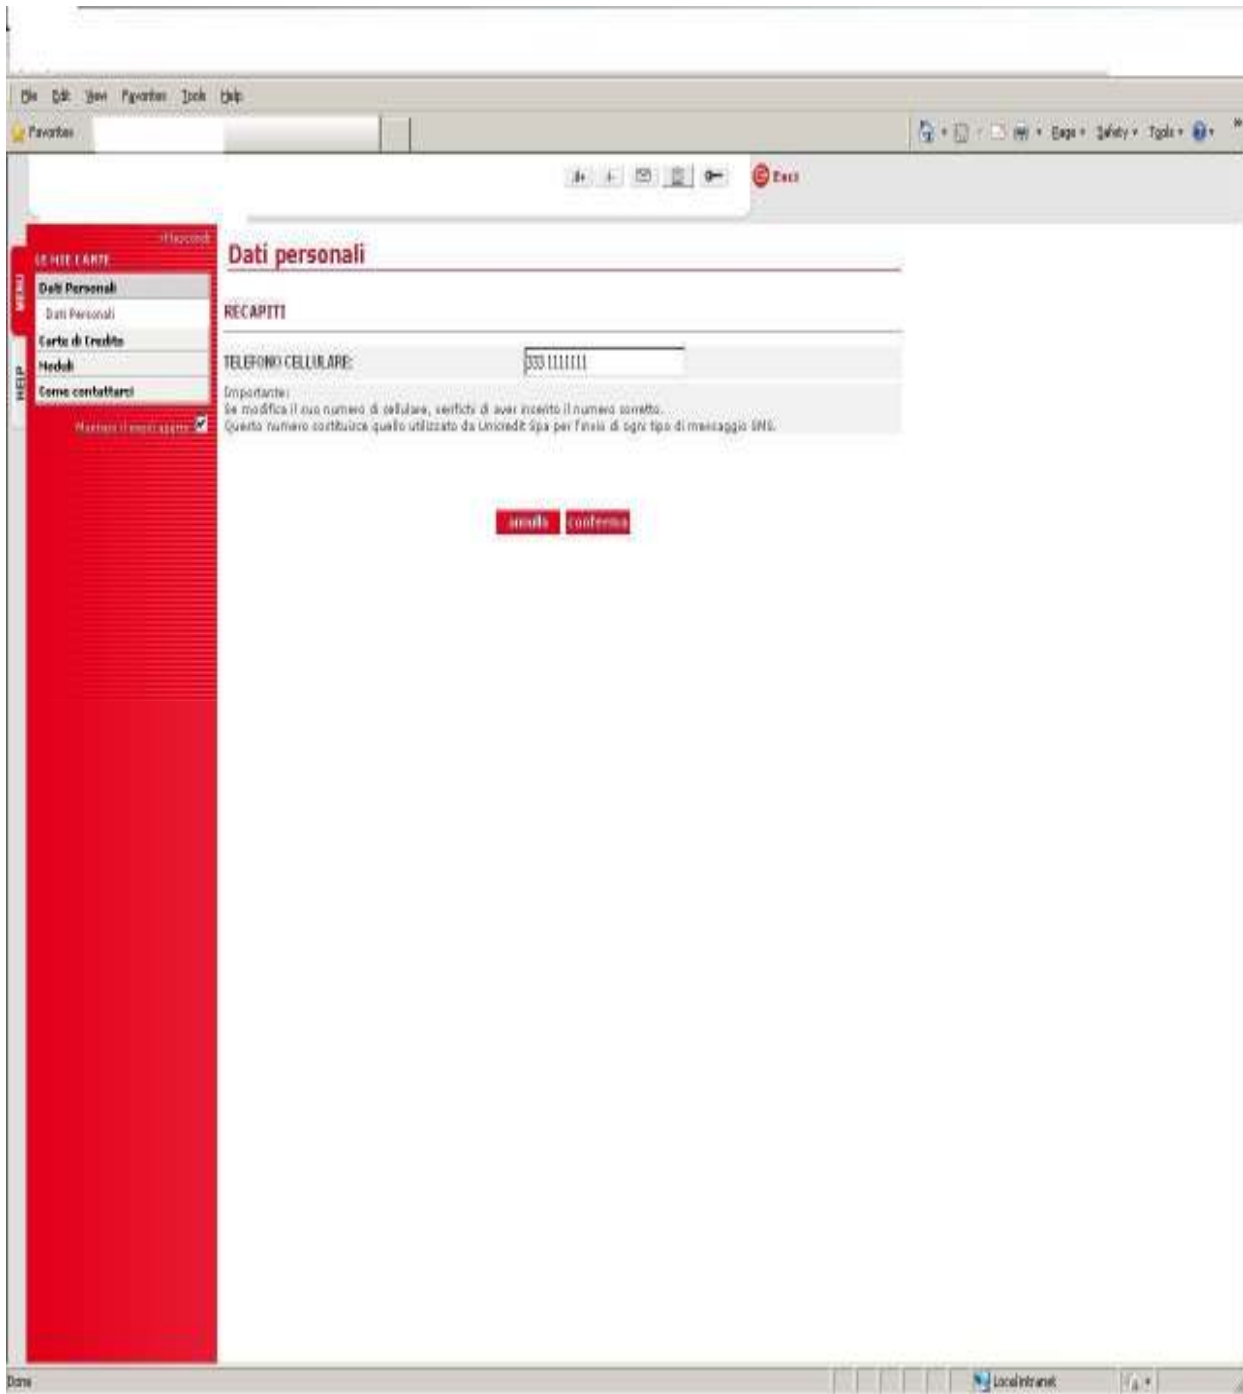 File Edit View Favorites Tools Help
Favorites
Page Safety Tools
Esci
LE MIE CARTE
MENU
HELP
Dati Personali
Dati Personali
Carte di Credito
Moduli
Come contattarci
Dati personali
RECAPITI
TELEFONO CELLULARE: 333 1111111
Importante:
Se modifica il suo numero di cellulare, verifichi di aver inserito il numero corretto.
Questo numero costituisce quello utilizzato da Unicredit Spa per l'invio di ogni tipo di messaggio SMS.
annulla conferma
Done
Local intranet